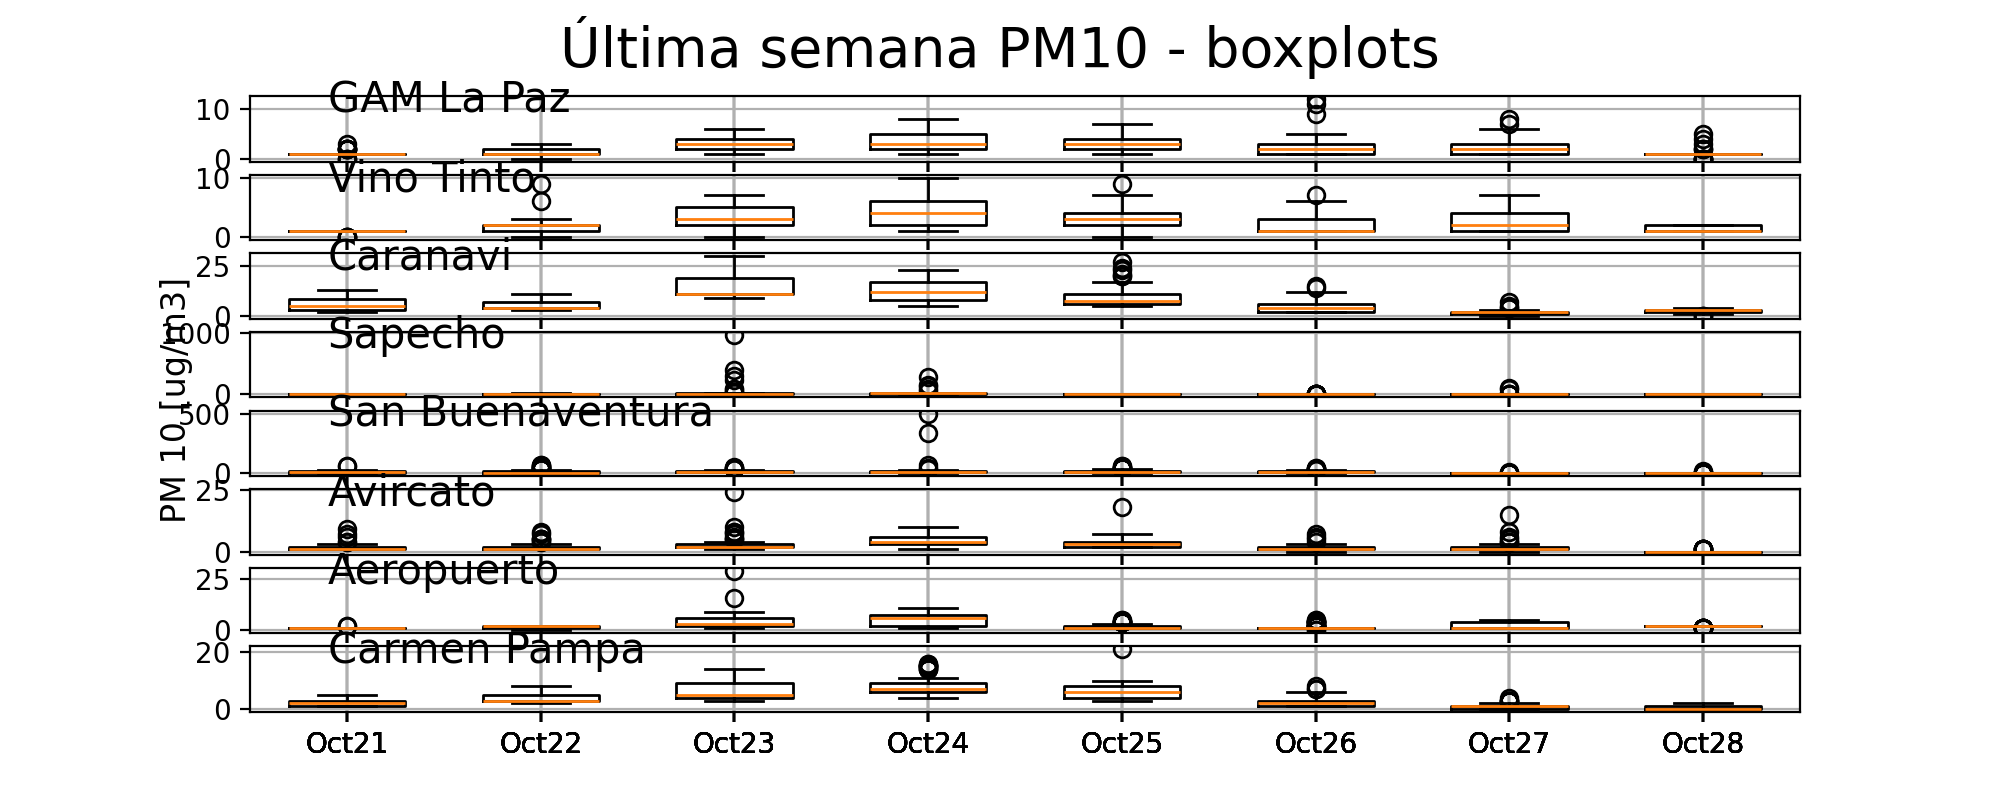 Última semana PM10 - boxplots
GAM La Paz
10
0
Vino Tinto
10
0
Caranavi
25
0
Sapecho
1000
0
San Buenaventura
500
0
Avircato
25
0
Aeropuerto
25
0
Carmen Pampa
20
0
PM 10 [ug/m3]
Oct21 Oct22 Oct23 Oct24 Oct25 Oct26 Oct27 Oct28